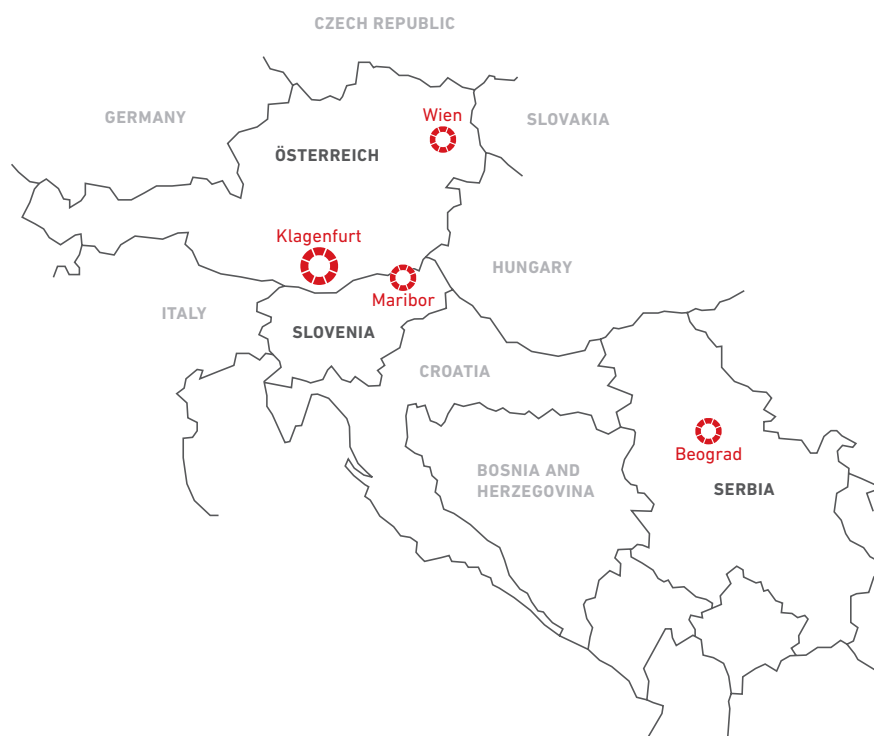 CZECH REPUBLIC
GERMANY
Wien
SLOVAKIA
ÖSTERREICH
Klagenfurt
HUNGARY
Maribor
ITALY
SLOVENIA
CROATIA
Beograd
BOSNIA AND
HERZEGOVINA
SERBIA